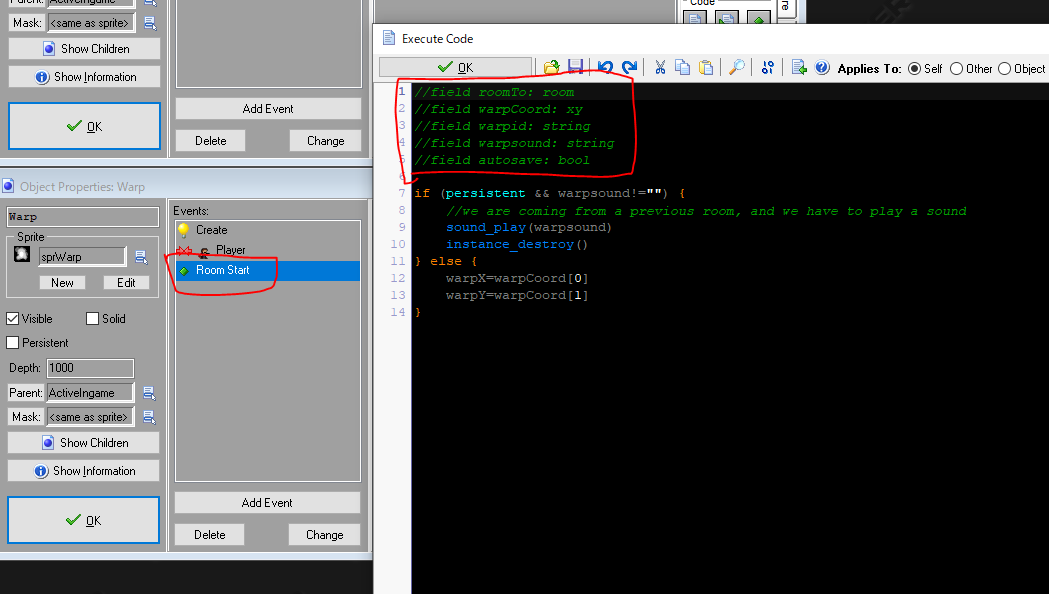 Parent: ActiveIngame
Mask: <same as sprite>
Show Children
Show Information
OK
Add Event
Delete Change
Object Properties: Warp
Warp
Sprite
sprWarp
New Edit
Visible Solid
Persistent
Depth: 1000
Parent: ActiveIngame
Mask: <same as sprite>
Show Children
Show Information
OK
Events:
Create
Player
Room Start
Add Event
Delete Change
Code
Execute Code
OK
Applies To: Self Other Object
1 //field roomTo: room
2 //field warpCoord: xy
3 //field warpid: string
4 //field warpsound: string
5 //field autosave: bool
6
7 if (persistent && warpsound!="") {
8 //we are coming from a previous room, and we have to play a sound
9 sound_play(warpsound)
10 instance_destroy()
11 } else {
12 warpX=warpCoord[0]
13 warpY=warpCoord[1]
14 }